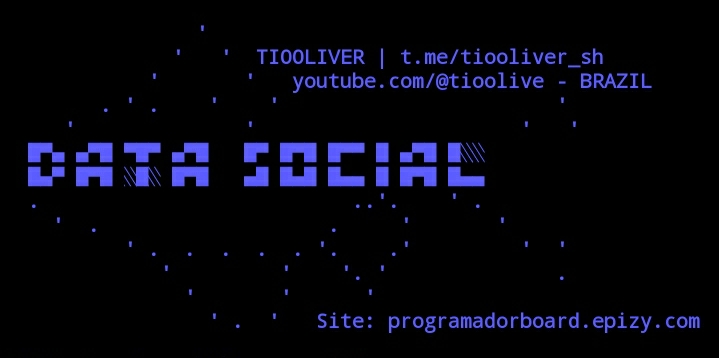 TIOOLIVER | t.me/tiooliver_sh
youtube.com/@tioolive - BRAZIL
DATA SOCIAL
Site: programadorboard.epizy.com